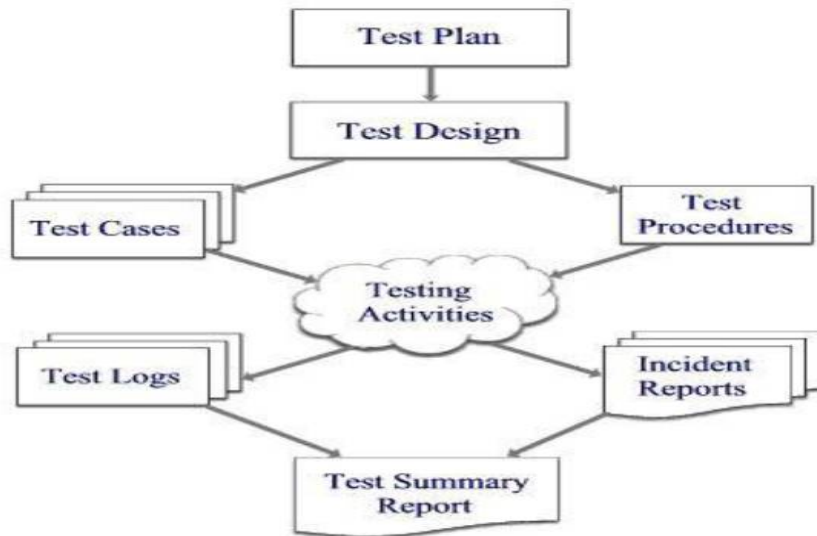 Test Plan
Test Design
Test Cases
Test
Procedures
Testing
Activities
Test Logs
Incident
Reports
Test Summary
Report